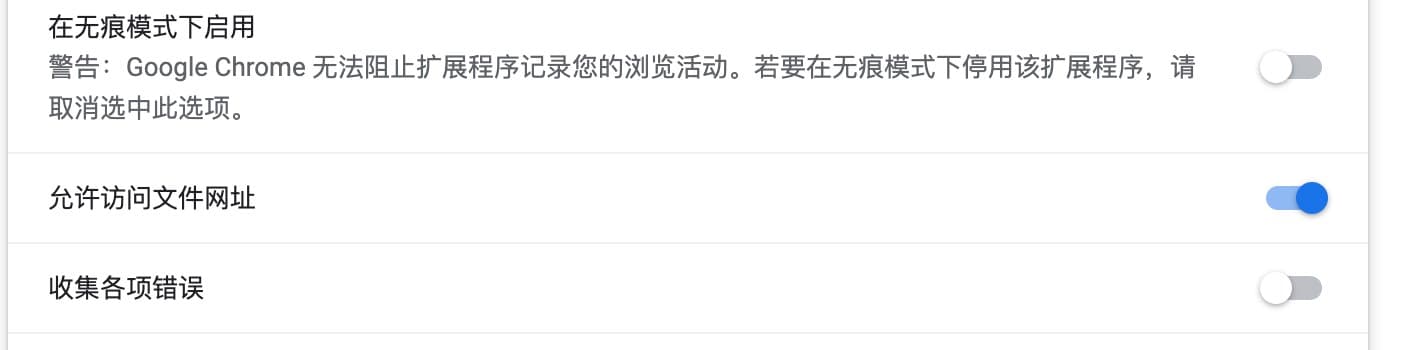 在无痕模式下启用
警告：Google Chrome 无法阻止扩展程序记录您的浏览活动。若要在无痕模式下停用该扩展程序，请
取消选中此选项。
允许访问文件网址
收集各项错误